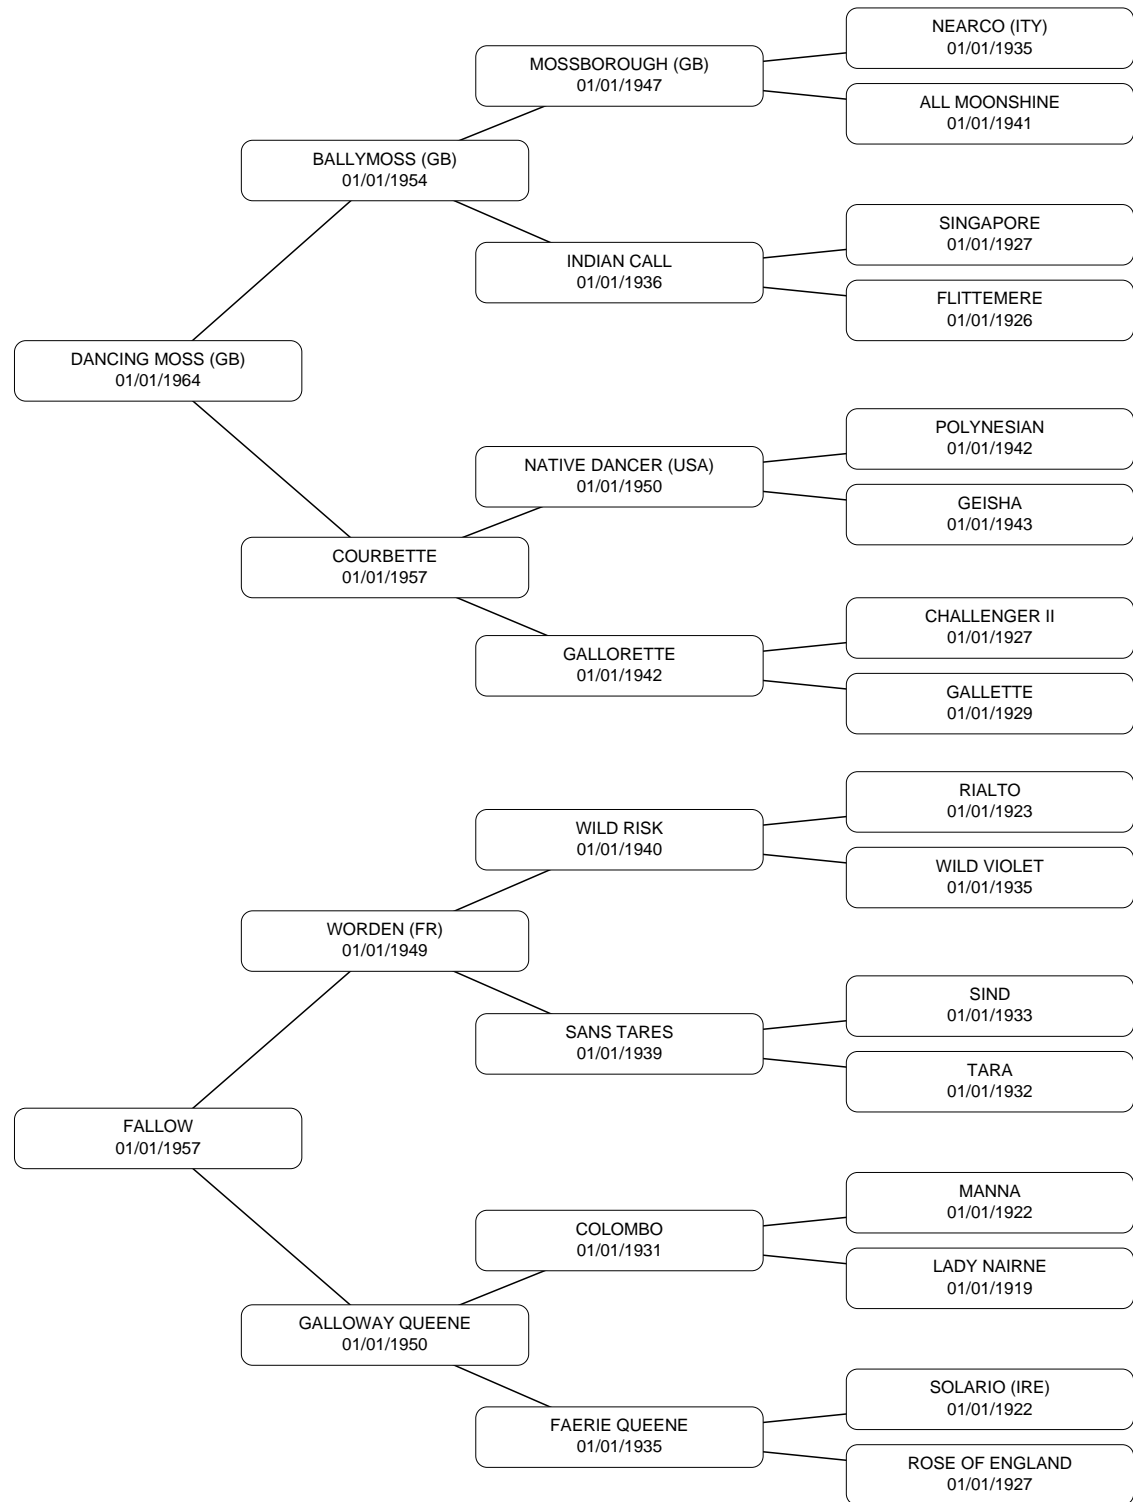 NEARCO (ITY)
01/01/1935
MOSSBOROUGH (GB)
01/01/1947
ALL MOONSHINE
01/01/1941
BALLYMOSS (GB)
01/01/1954
SINGAPORE
01/01/1927
INDIAN CALL
01/01/1936
FLITTEMERE
01/01/1926
DANCING MOSS (GB)
01/01/1964
POLYNESIAN
01/01/1942
NATIVE DANCER (USA)
01/01/1950
GEISHA
01/01/1943
COURBETTE
01/01/1957
CHALLENGER II
01/01/1927
GALLORETTE
01/01/1942
GALLETTE
01/01/1929
RIALTO
01/01/1923
WILD RISK
01/01/1940
WILD VIOLET
01/01/1935
WORDEN (FR)
01/01/1949
SIND
01/01/1933
SANS TARES
01/01/1939
TARA
01/01/1932
FALLOW
01/01/1957
MANNA
01/01/1922
COLOMBO
01/01/1931
LADY NAIRNE
01/01/1919
GALLOWAY QUEENE
01/01/1950
SOLARIO (IRE)
01/01/1922
FAERIE QUEENE
01/01/1935
ROSE OF ENGLAND
01/01/1927